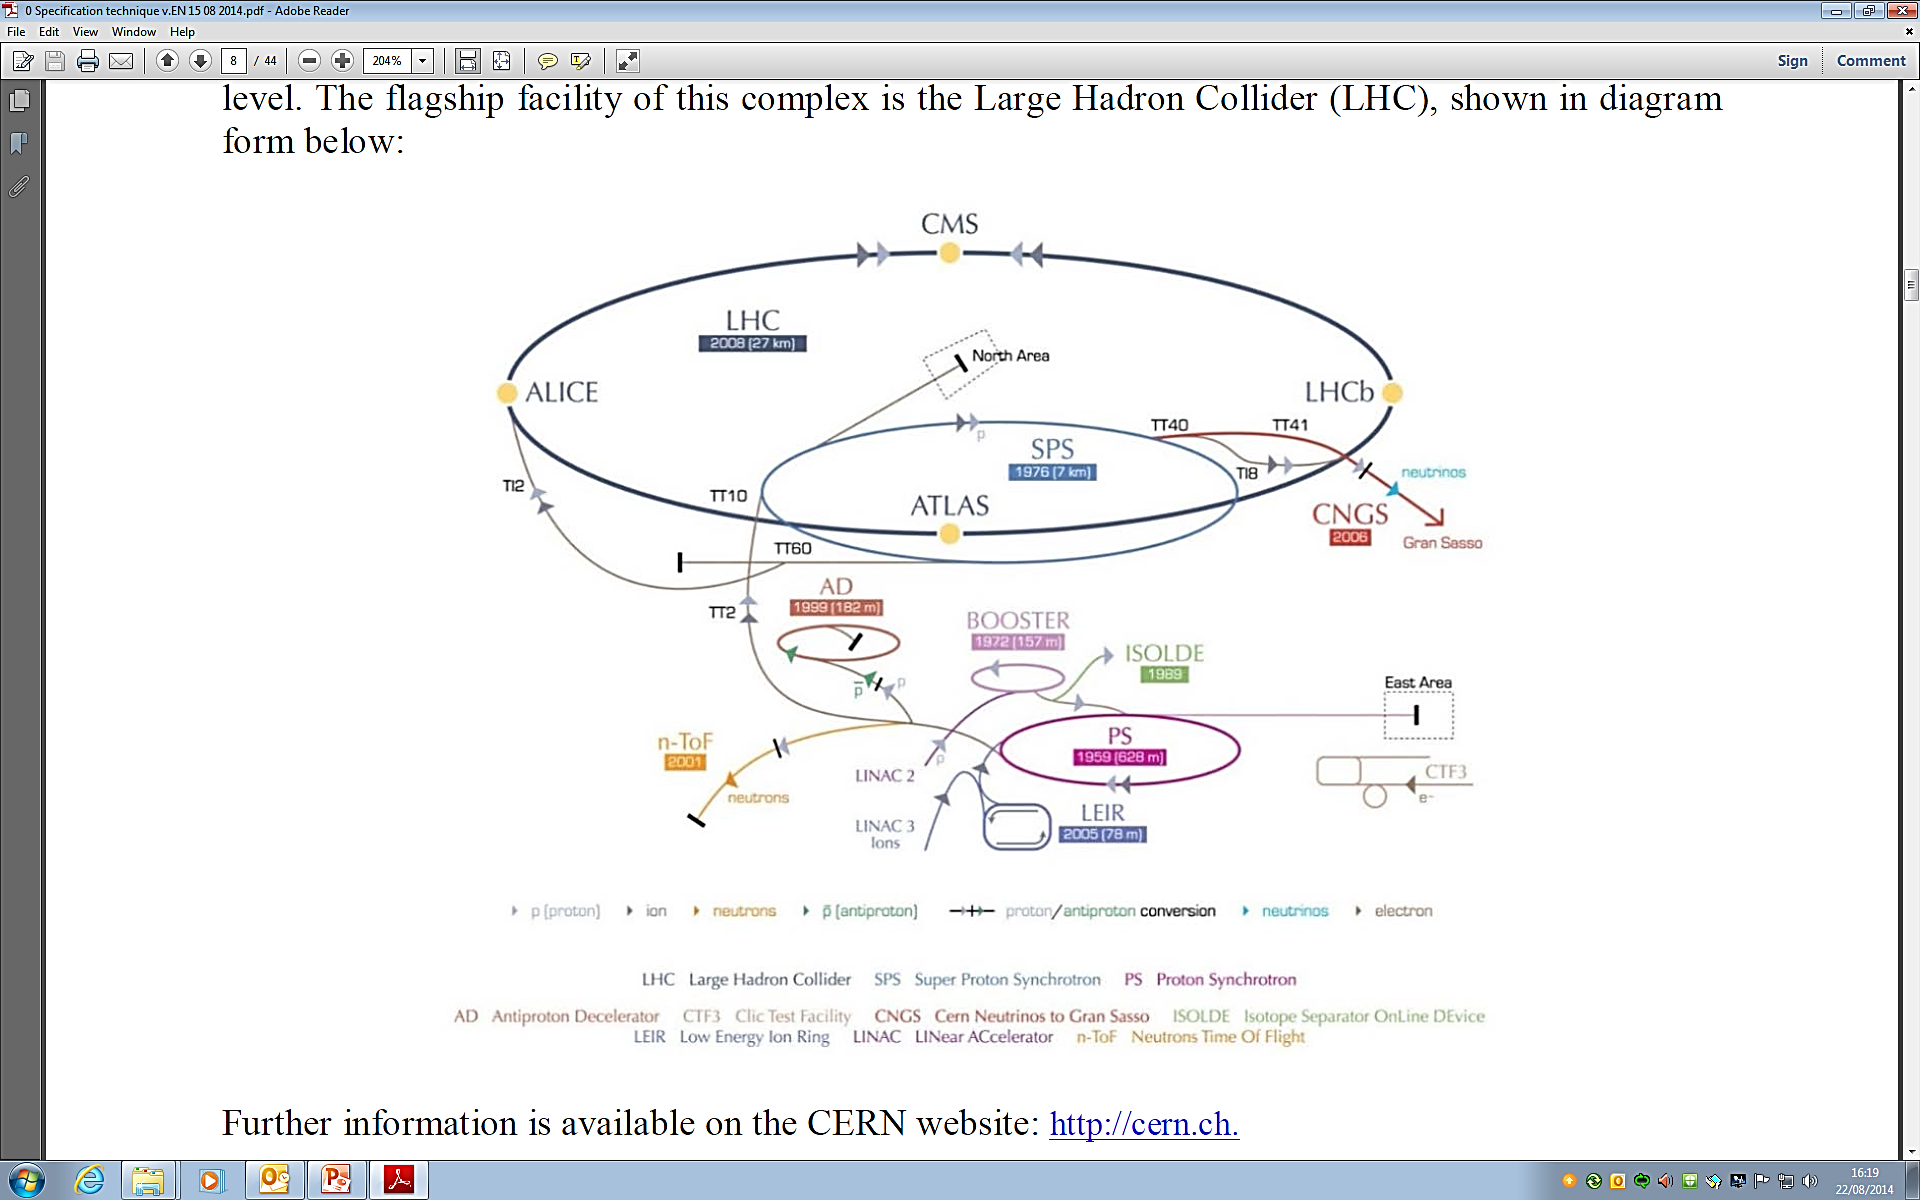 0 Specification technique v.EN 15 08 2014.pdf - Adobe Reader
File Edit View Window Help
8 / 44 204% Sign Comment
level. The flagship facility of this complex is the Large Hadron Collider (LHC), shown in diagram
form below:
CMS
LHC
2008 (27 km)
North Area
ALICE
LHCb
TT40 TT41
p
SPS
1976 (7 km)
TI8
neutrinos
TI2
TT10
ATLAS
CNGS
2006
Gran Sasso
TT60
AD
1999 (182 m)
TT2
BOOSTER
1972 (157 m)
ISOLDE
1989
p̄ p
East Area
n-ToF
2001
PS
1959 (628 m)
LINAC 2
p
neutrons
CTF3
e-
LEIR
2005 (78 m)
LINAC 3
Ions
p (proton) ion neutrons p̄ (antiproton) proton/antiproton conversion neutrinos electron
LHC Large Hadron Collider SPS Super Proton Synchrotron PS Proton Synchrotron
AD Antiproton Decelerator CTF3 Clic Test Facility CNGS Cern Neutrinos to Gran Sasso ISOLDE Isotope Separator OnLine DEvice
LEIR Low Energy Ion Ring LINAC LINear ACcelerator n-ToF Neutrons Time Of Flight
Further information is available on the CERN website: http://cern.ch.
16:19
22/08/2014